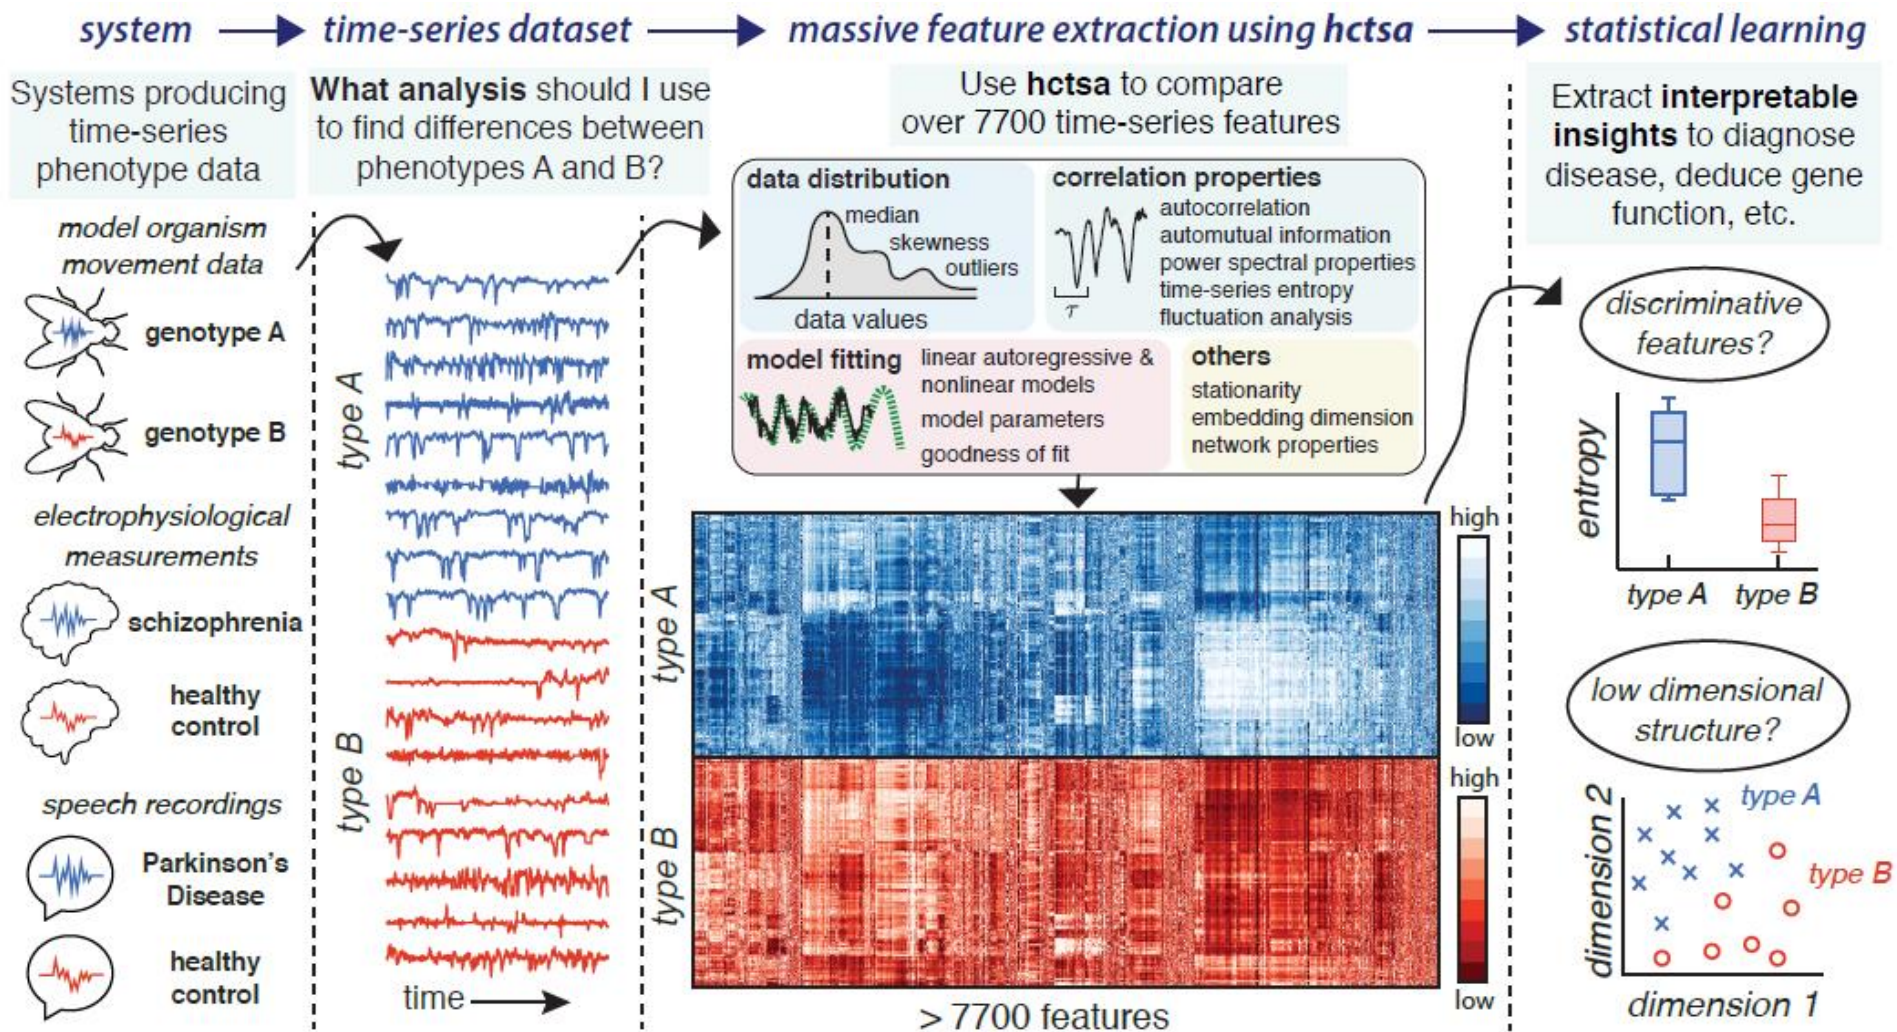 system
time-series dataset
massive feature extraction using hctsa
statistical learning
Systems producing
time-series
phenotype data
model organism
movement data
genotype A
genotype B
electrophysiological
measurements
schizophrenia
healthy
control
speech recordings
Parkinson's
Disease
healthy
control
What analysis should I use
to find differences between
phenotypes A and B?
type A
type B
time
Use hctsa to compare
over 7700 time-series features
data distribution
median
skewness
outliers
data values
correlation properties
autocorrelation
automutual information
power spectral properties
time-series entropy
fluctuation analysis
τ
model fitting
linear autoregressive &
nonlinear models
model parameters
goodness of fit
others
stationarity
embedding dimension
network properties
type A
high
low
type B
high
low
> 7700 features
Extract interpretable
insights to diagnose
disease, deduce gene
function, etc.
discriminative
features?
entropy
type A type B
low dimensional
structure?
dimension 2
type A
type B
dimension 1